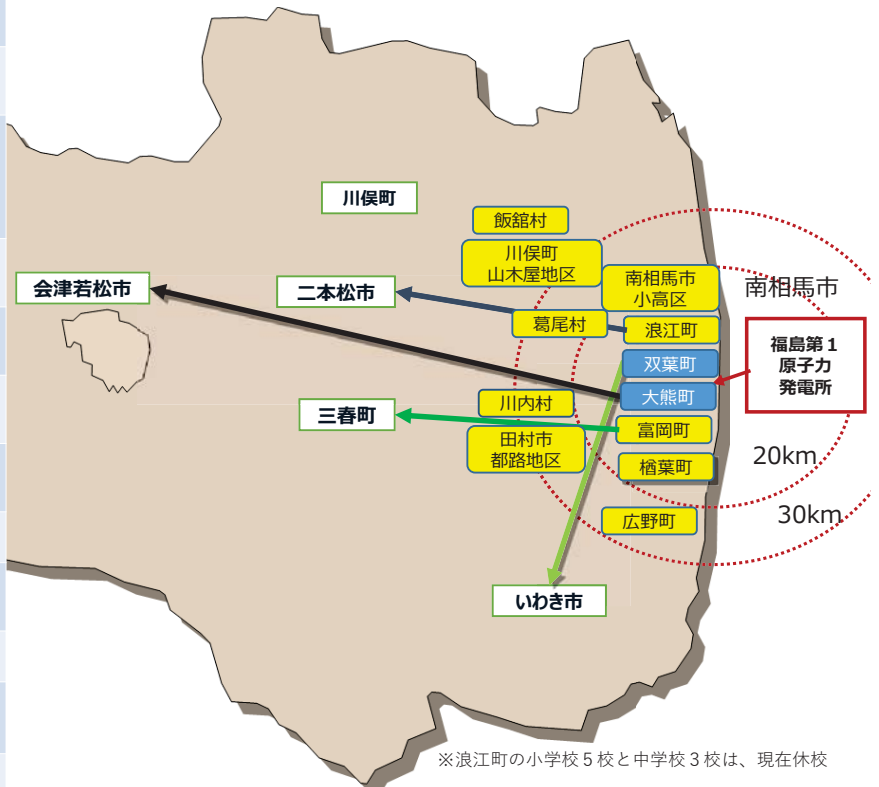 川俣町
飯舘村
川俣町
山木屋地区
南相馬市
小高区
南相馬市
会津若松市
二本松市
葛尾村
浪江町
双葉町
福島第1
原子力
発電所
大熊町
川内村
三春町
富岡町
田村市
都路地区
楢葉町
20km
広野町
30km
いわき市
※浪江町の小学校5校と中学校3校は、現在休校